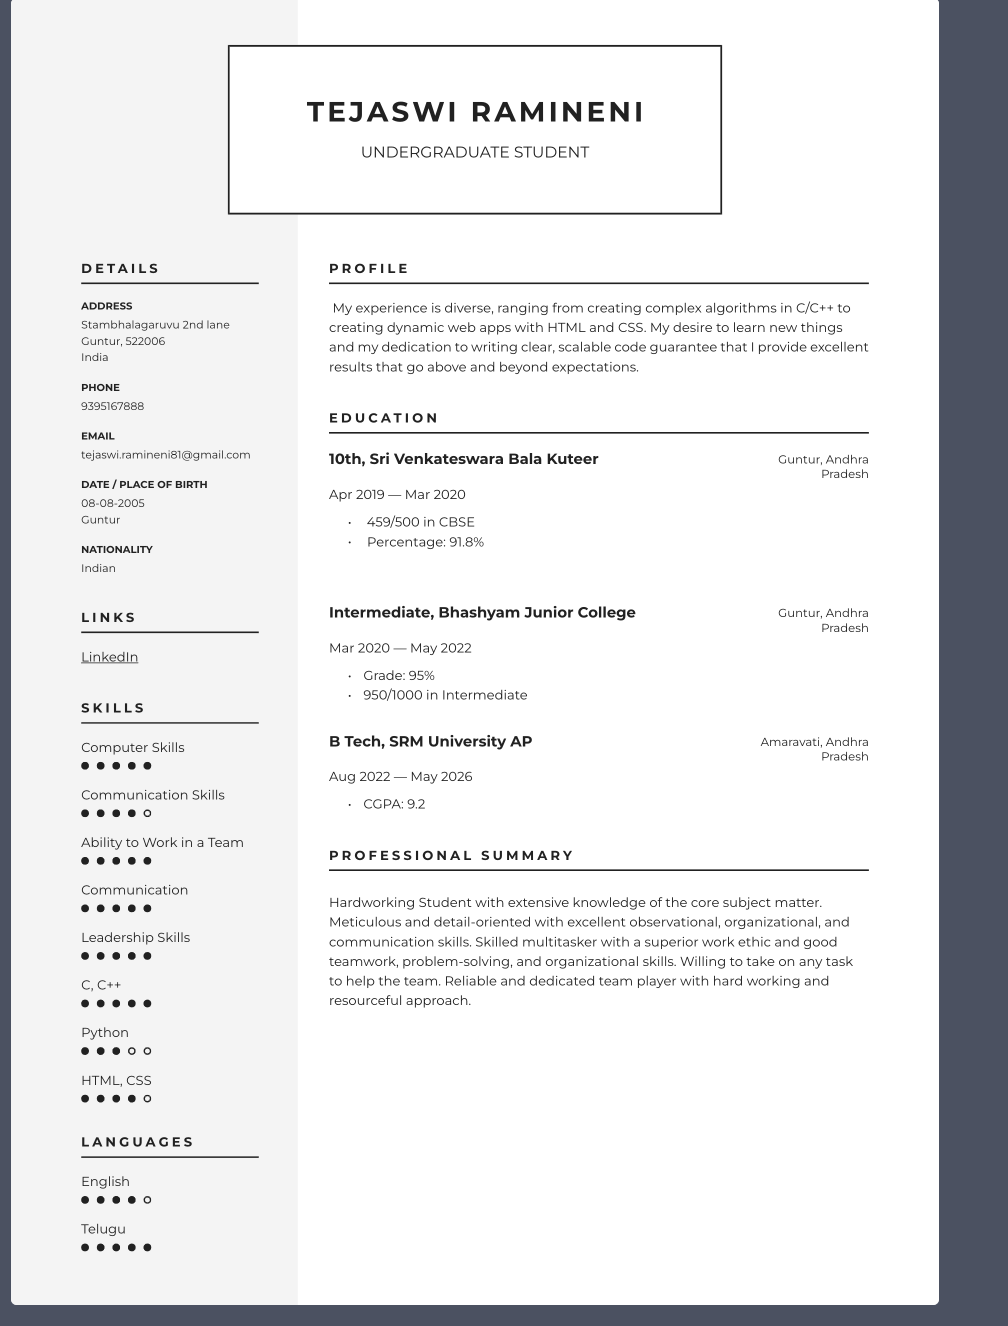 TEJASWI RAMINENI
UNDERGRADUATE STUDENT
DETAILS
ADDRESS
Stambhalagaruvu 2nd lane
Guntur, 522006
India
PHONE
9395167888
EMAIL
tejaswi.ramineni81@gmail.com
DATE / PLACE OF BIRTH
08-08-2005
Guntur
NATIONALITY
Indian
LINKS
LinkedIn
SKILLS
Computer Skills
Communication Skills
Ability to Work in a Team
Communication
Leadership Skills
C, C++
Python
HTML, CSS
LANGUAGES
English
Telugu
PROFILE
My experience is diverse, ranging from creating complex algorithms in C/C++ to
creating dynamic web apps with HTML and CSS. My desire to learn new things
and my dedication to writing clear, scalable code guarantee that I provide excellent
results that go above and beyond expectations.
EDUCATION
10th, Sri Venkateswara Bala Kuteer
Guntur, Andhra
Pradesh
Apr 2019 — Mar 2020
• 459/500 in CBSE
• Percentage: 91.8%
Intermediate, Bhashyam Junior College
Guntur, Andhra
Pradesh
Mar 2020 — May 2022
• Grade: 95%
• 950/1000 in Intermediate
B Tech, SRM University AP
Amaravati, Andhra
Pradesh
Aug 2022 — May 2026
• CGPA: 9.2
PROFESSIONAL SUMMARY
Hardworking Student with extensive knowledge of the core subject matter.
Meticulous and detail-oriented with excellent observational, organizational, and
communication skills. Skilled multitasker with a superior work ethic and good
teamwork, problem-solving, and organizational skills. Willing to take on any task
to help the team. Reliable and dedicated team player with hard working and
resourceful approach.